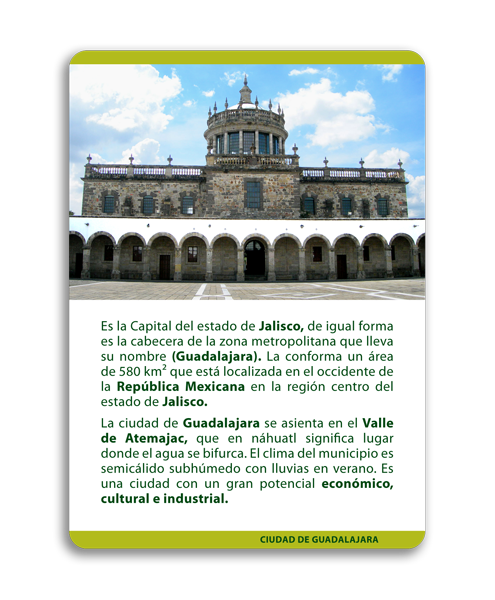 Es la Capital del estado de Jalisco, de igual forma
es la cabecera de la zona metropolitana que lleva
su nombre (Guadalajara). La conforma un área
de 580 km² que está localizada en el occidente de
la República Mexicana en la región centro del
estado de Jalisco.
La ciudad de Guadalajara se asienta en el Valle
de Atemajac, que en náhuatl significa lugar
donde el agua se bifurca. El clima del municipio es
semicálido subhúmedo con lluvias en verano. Es
una ciudad con un gran potencial económico,
cultural e industrial.
CIUDAD DE GUADALAJARA